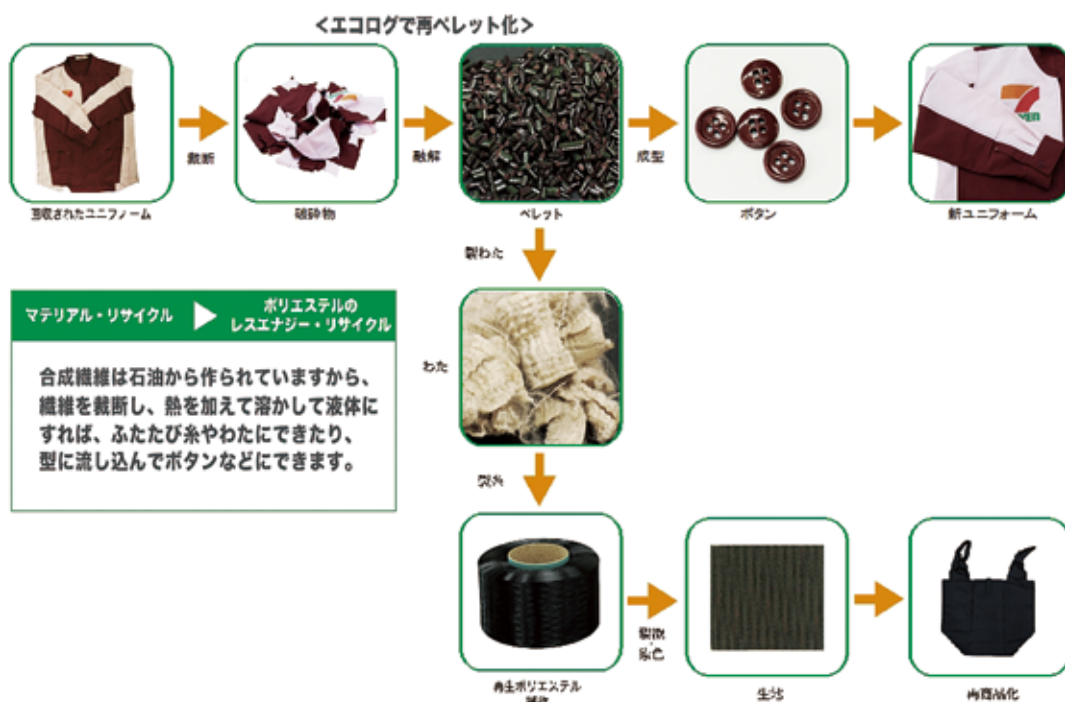 <エコログで再ペレット化>
裁断
融解
成型
回収されたユニフォーム
破砕物
ペレット
ボタン
新ユニフォーム
製わた
マテリアル・リサイクル
ポリエステルの
レスエナジー・リサイクル
合成繊維は石油から作られていますから、
繊維を裁断し、熱を加えて溶かして液体に
すれば、ふたたび糸やわたにできたり、
型に流し込んでボタンなどにできます。
わた
製糸
染色
再生ポリエステル
生地
再商品化